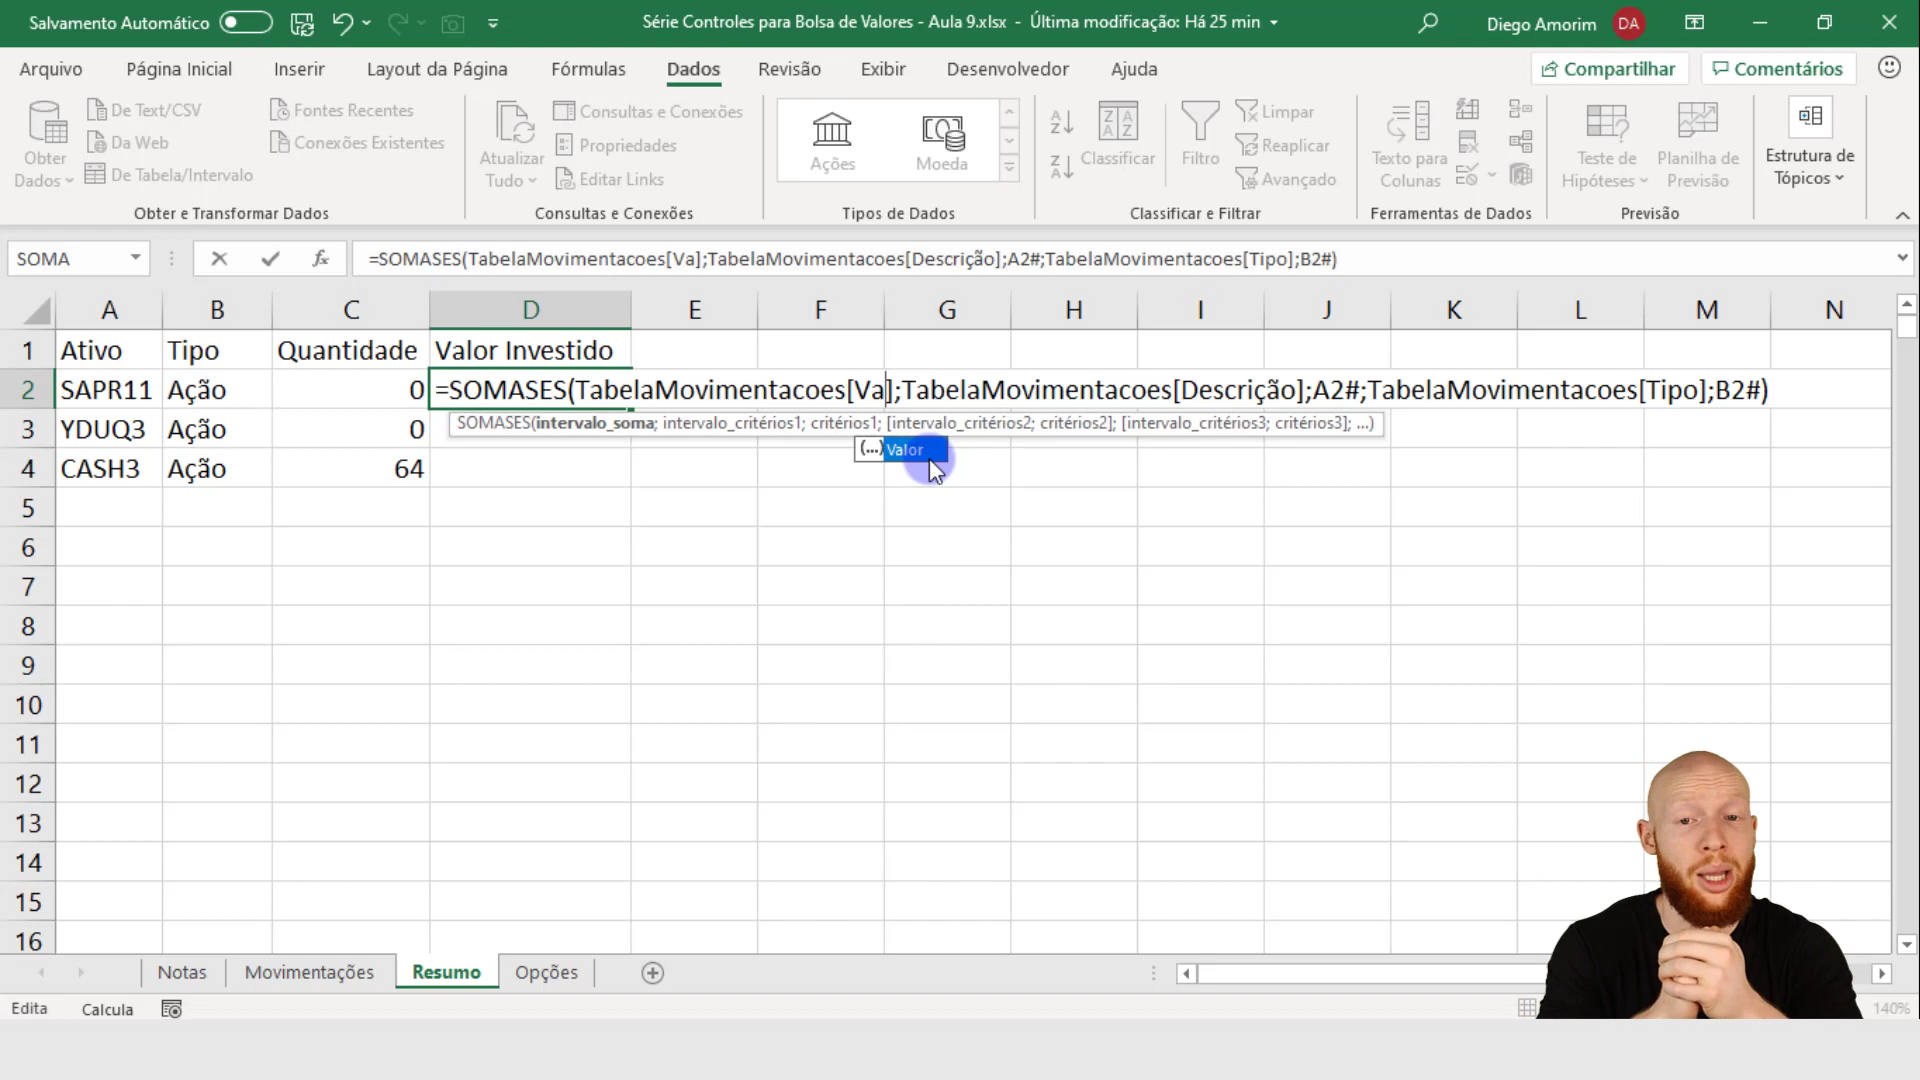 Salvamento Automático
Série Controles para Bolsa de Valores - Aula 9.xlsx - Última modificação: Há 25 min
Diego Amorim DA
Arquivo Página Inicial Inserir Layout da Página Fórmulas Dados Revisão Exibir Desenvolvedor Ajuda
Compartilhar Comentários
Obter Dados
De Text/CSV
Da Web
De Tabela/Intervalo
Fontes Recentes
Conexões Existentes
Obter e Transformar Dados
Atualizar Tudo
Consultas e Conexões
Propriedades
Editar Links
Consultas e Conexões
Ações Moeda
Tipos de Dados
Classificar
Filtro
Limpar
Reaplicar
Avançado
Classificar e Filtrar
Texto para Colunas
Ferramentas de Dados
Teste de Hipóteses
Planilha de Previsão
Previsão
Estrutura de Tópicos
SOMA
fx
=SOMASES(TabelaMovimentacoes[Va];TabelaMovimentacoes[Descrição];A2#;TabelaMovimentacoes[Tipo];B2#)
A B C D E F G H I J K L M N
1 Ativo Tipo Quantidade Valor Investido
2 SAPR11 Ação 0 =SOMASES(TabelaMovimentacoes[Va];TabelaMovimentacoes[Descrição];A2#;TabelaMovimentacoes[Tipo];B2#)
SOMASES(intervalo_soma; intervalo_critérios1; critérios1; [intervalo_critérios2; critérios2]; [intervalo_critérios3; critérios3]; ...)
3 YDUQ3 Ação 0
(...) Valor
4 CASH3 Ação 64
5
6
7
8
9
10
11
12
13
14
15
16
Notas Movimentações Resumo Opções
Edita Calcula
140%